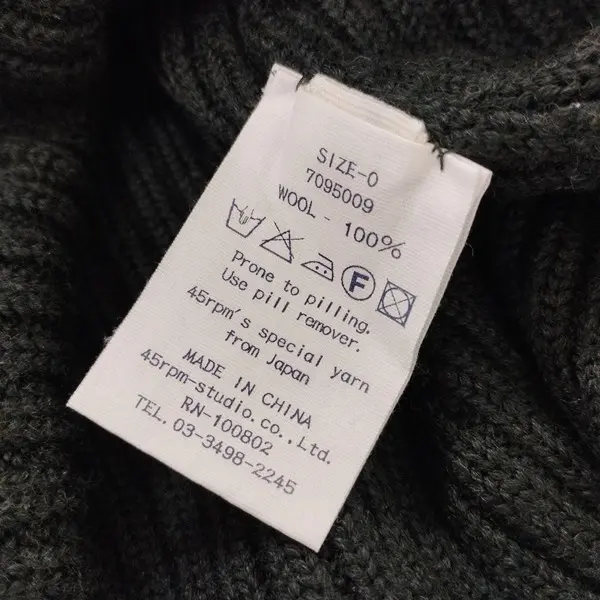 SIZE-0
7095009
WOOL - 100%
F
Prone to pilling.
Use pill remover.
45rpm's special yarn
from Japan
MADE IN CHINA
45rpm-studio.co.,Ltd.
RN-100802
TEL. 03-3498-2245